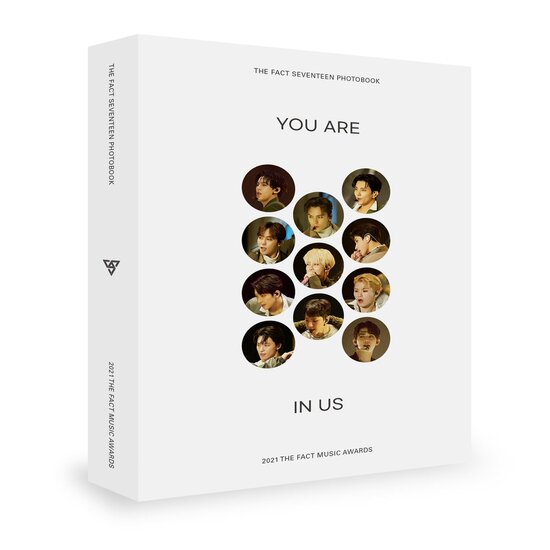 THE FACT SEVENTEEN PHOTOBOOK
2021 THE FACT MUSIC AWARDS
THE FACT SEVENTEEN PHOTOBOOK
YOU ARE
IN US
2021 THE FACT MUSIC AWARDS